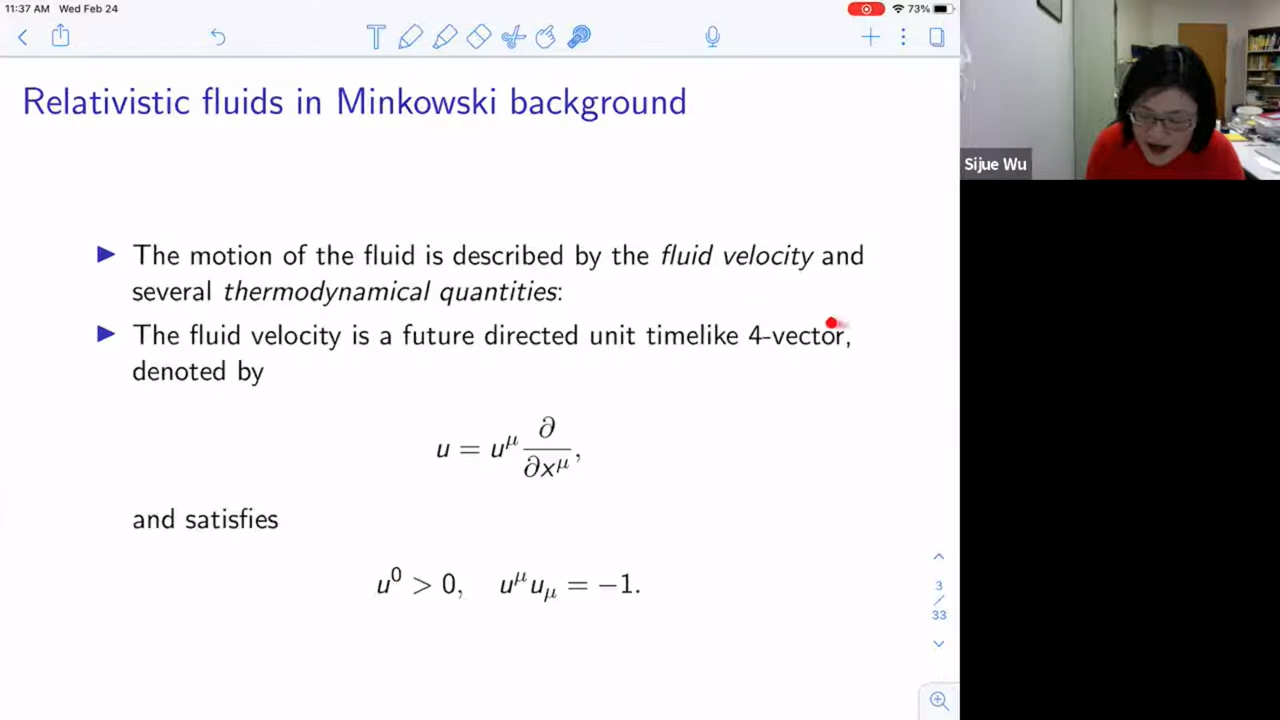 11:37 AM Wed Feb 24
73%
Relativistic fluids in Minkowski background
Sijue Wu
▶ The motion of the fluid is described by the fluid velocity and
several thermodynamical quantities:
▶ The fluid velocity is a future directed unit timelike 4-vector,
denoted by
u = u^μ ∂/∂x^μ,
and satisfies
u^0 > 0, u^μ u_μ = −1.
3
/
33